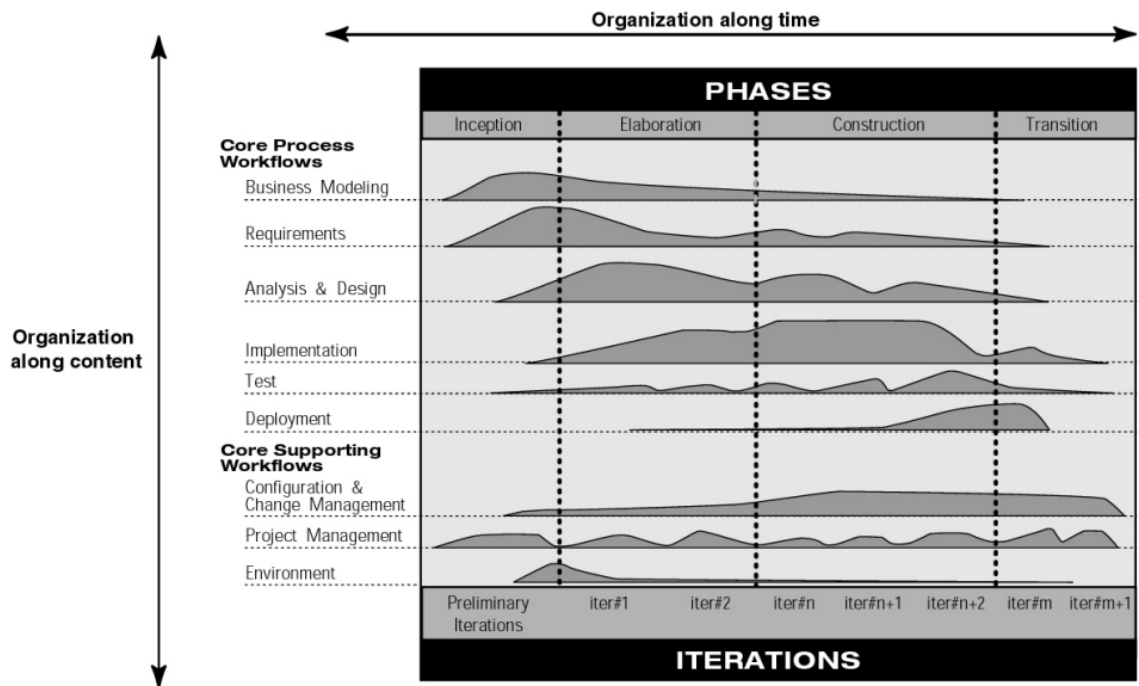 Organization along time
PHASES
Inception Elaboration Construction Transition
Core Process
Workflows
Business Modeling
Requirements
Analysis & Design
Organization
along content
Implementation
Test
Deployment
Core Supporting
Workflows
Configuration &
Change Management
Project Management
Environment
Preliminary
Iterations
iter#1 iter#2 iter#n iter#n+1 iter#n+2 iter#m iter#m+1
ITERATIONS